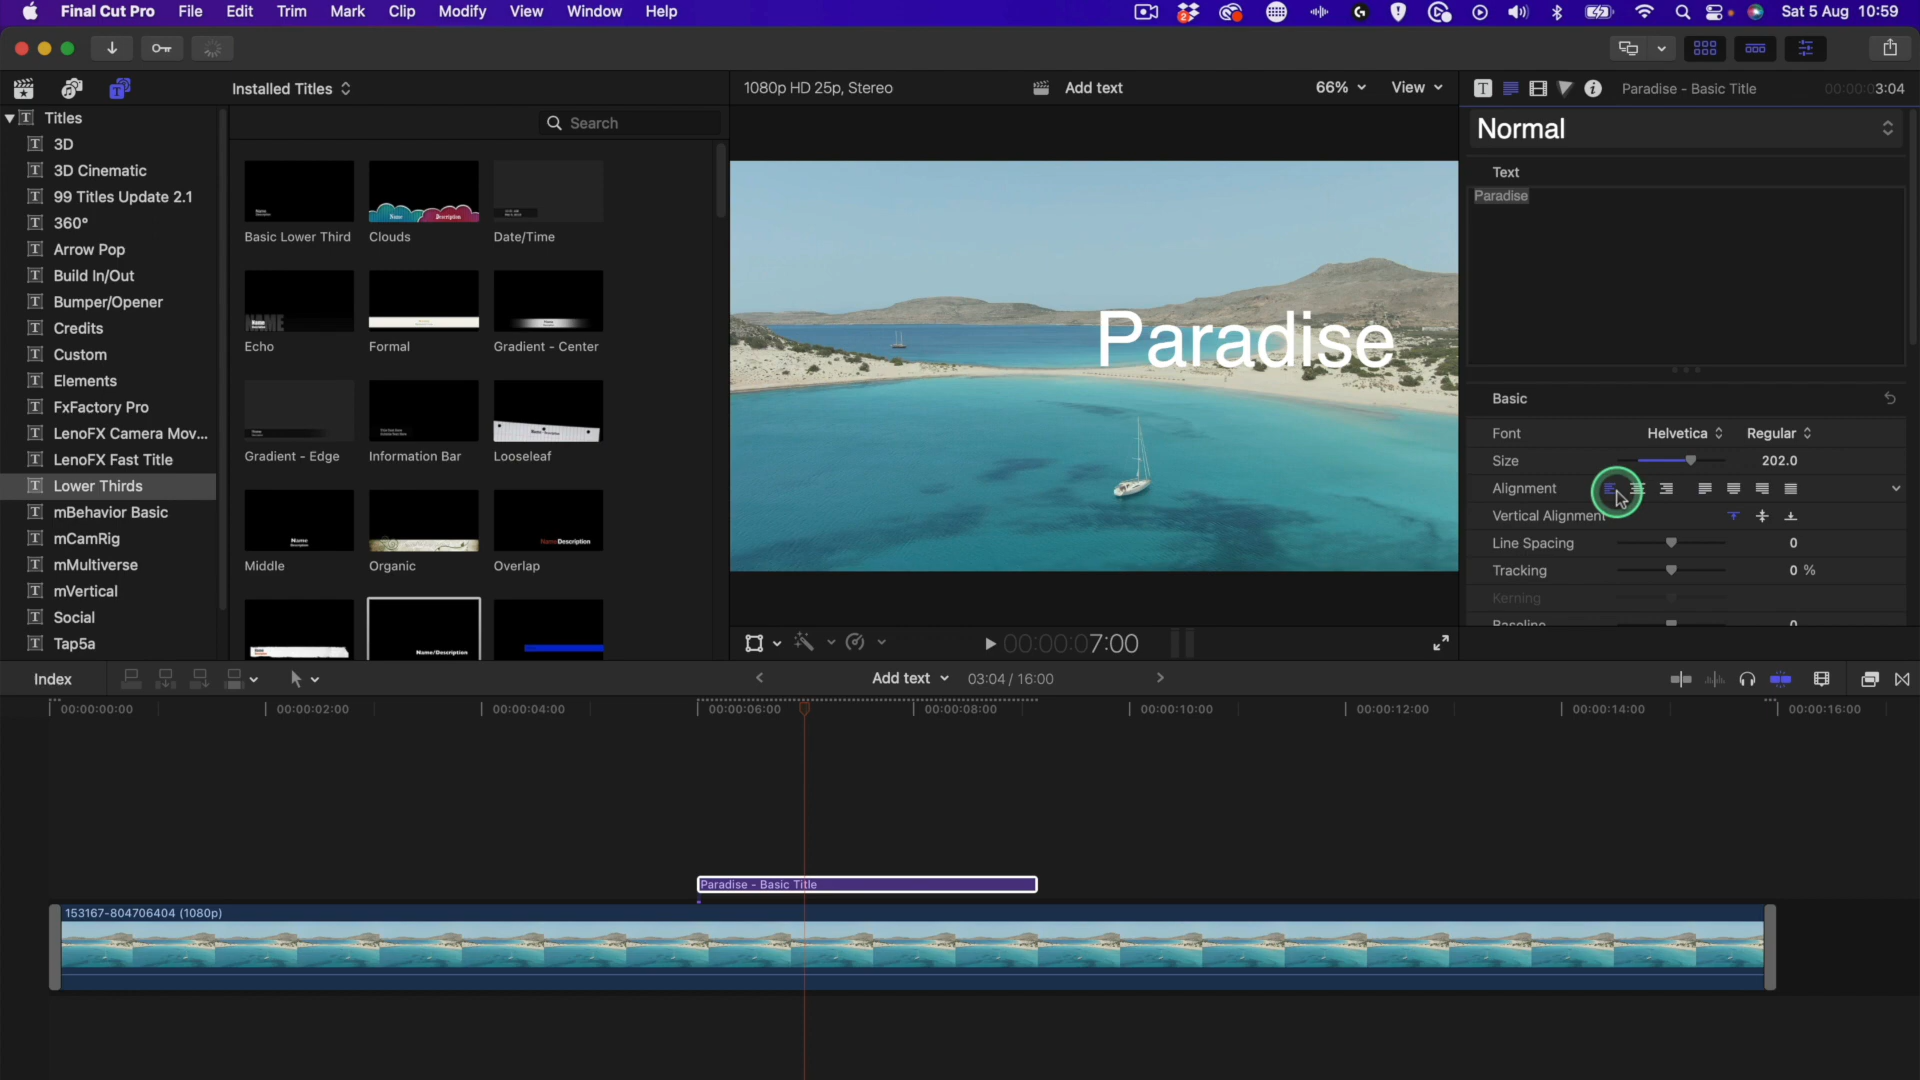 Final Cut Pro File Edit Trim Mark Clip Modify View Window Help Sat 5 Aug 10:59
Installed Titles
Search
Titles
3D
3D Cinematic
99 Titles Update 2.1
360°
Arrow Pop
Build In/Out
Bumper/Opener
Credits
Custom
Elements
FxFactory Pro
LenoFX Camera Mov...
LenoFX Fast Title
Lower Thirds
mBehavior Basic
mCamRig
mMultiverse
mVertical
Social
Tap5a
Basic Lower Third
Clouds
Date/Time
Echo
Formal
Gradient - Center
Gradient - Edge
Information Bar
Looseleaf
Middle
Organic
Overlap
Name/Description
1080p HD 25p, Stereo
Add text
66%
View
Paradise
00:00:07:00
Paradise - Basic Title
00:00:03:04
Normal
Text
Paradise
Basic
Font Helvetica Regular
Size 202.0
Alignment
Vertical Alignment
Line Spacing 0
Tracking 0 %
Kerning
Baseline 0
Index
Add text
03:04 / 16:00
00:00:00:00 00:00:02:00 00:00:04:00 00:00:06:00 00:00:08:00 00:00:10:00 00:00:12:00 00:00:14:00 00:00:16:00
Paradise - Basic Title
153167-804706404 (1080p)